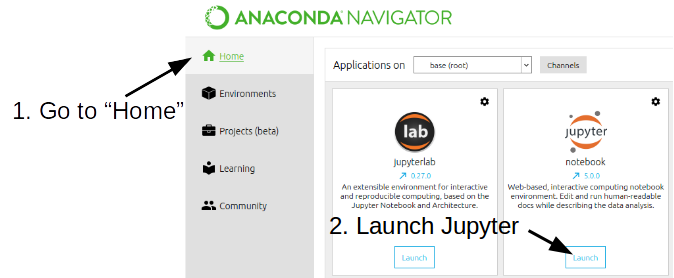 ANACONDA NAVIGATOR
Home
Applications on base (root) Channels
1. Go to “Home”
Environments
Projects (beta)
Learning
Community
lab
jupyterlab
0.27.0
An extensible environment for interactive
and reproducible computing, based on the
Jupyter Notebook and Architecture.
Launch
jupyter
notebook
5.0.0
Web-based, interactive computing notebook
environment. Edit and run human-readable
docs while describing the data analysis.
2. Launch Jupyter
Launch